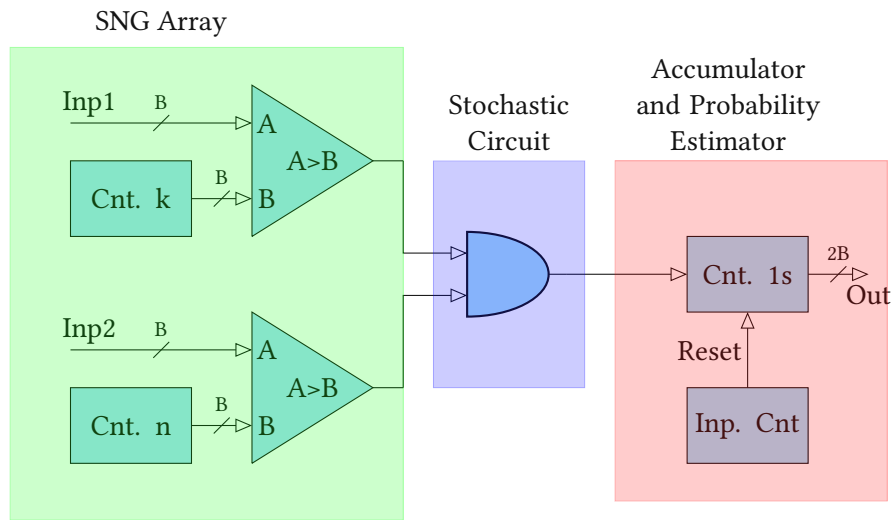 SNG Array
Inp1
B
A
A>B
Cnt. k
B
B
Inp2
B
A
A>B
Cnt. n
B
B
Stochastic
Circuit
Accumulator
and Probability
Estimator
Cnt. 1s
2B
Out
Reset
Inp. Cnt